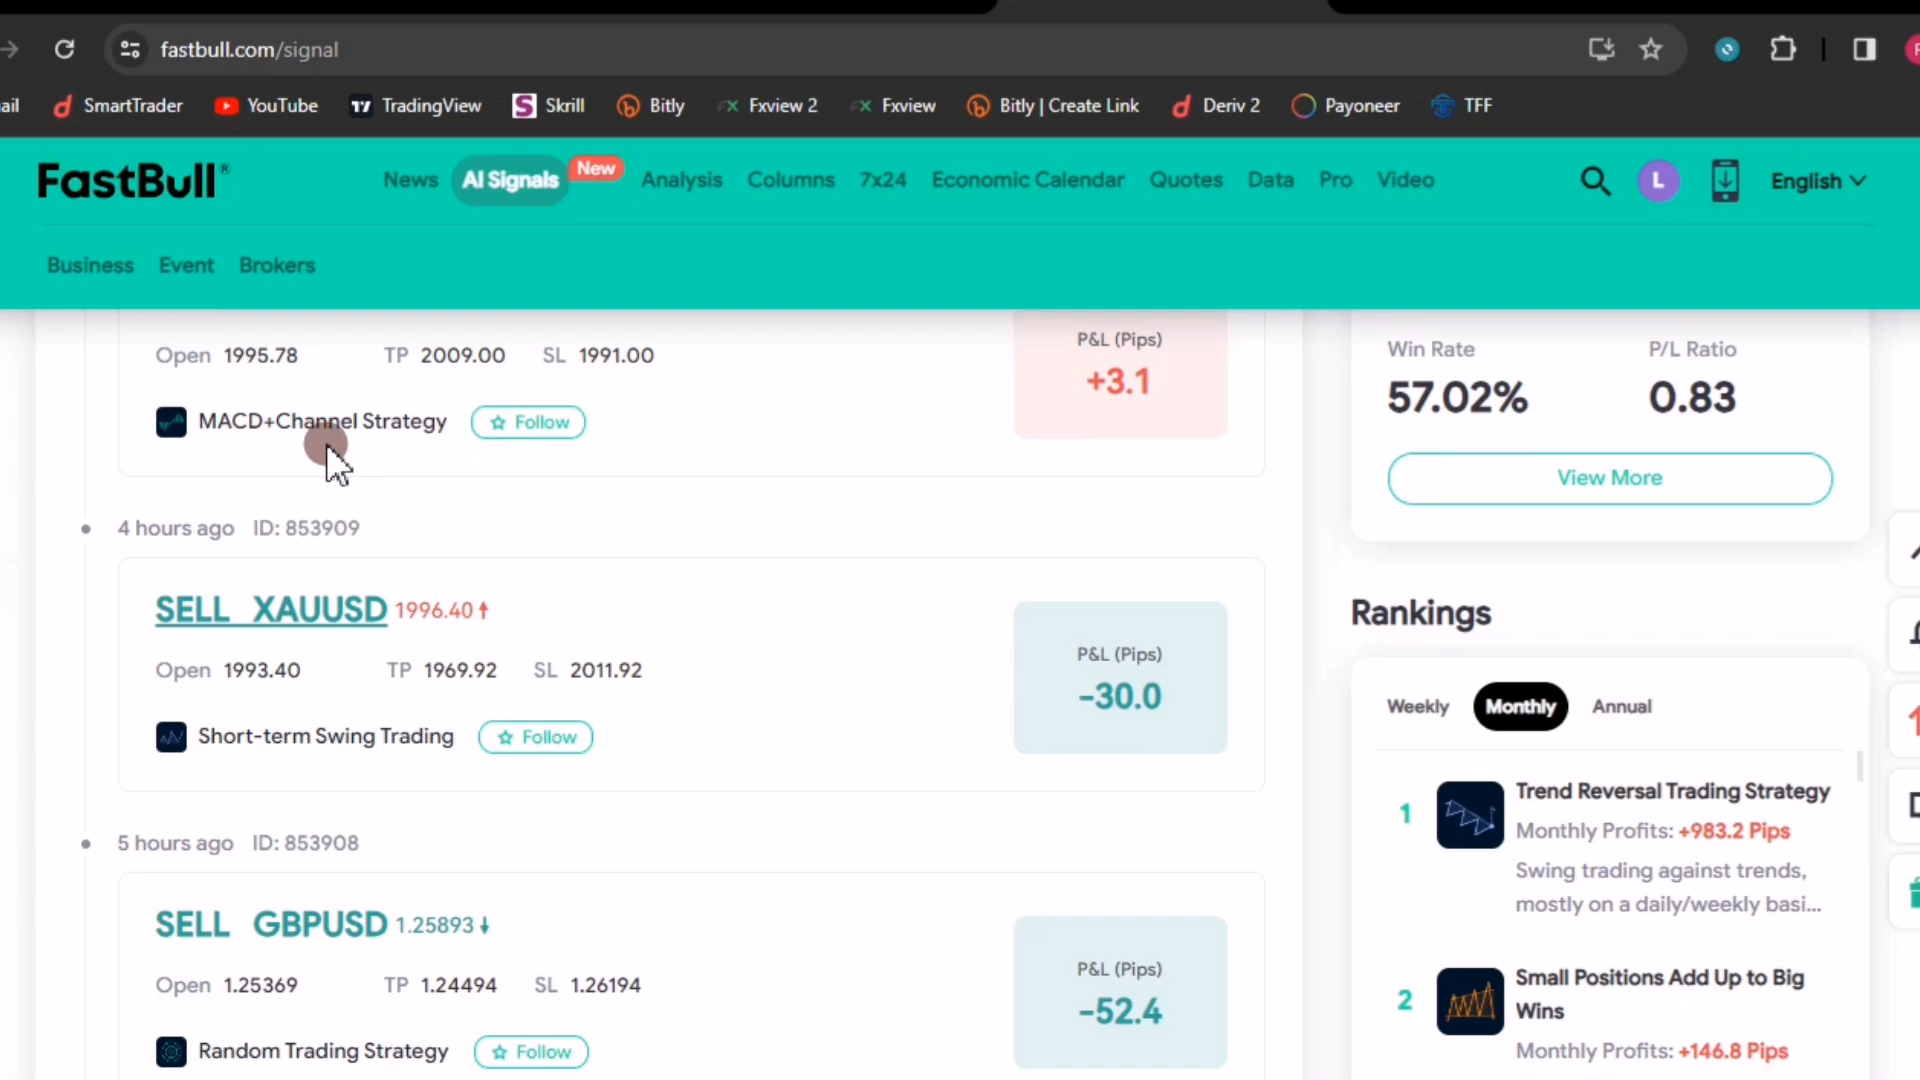 fastbull.com/signal
ail SmartTrader YouTube TradingView Skrill Bitly Fxview 2 Fxview Bitly | Create Link Deriv 2 Payoneer TFF
FastBull® News AI Signals New Analysis Columns 7x24 Economic Calendar Quotes Data Pro Video L English
Business Event Brokers
Open 1995.78 TP 2009.00 SL 1991.00
P&L (Pips)
+3.1
MACD+Channel Strategy Follow
4 hours ago ID: 853909
SELL XAUUSD 1996.40
Open 1993.40 TP 1969.92 SL 2011.92
P&L (Pips)
-30.0
Short-term Swing Trading Follow
5 hours ago ID: 853908
SELL GBPUSD 1.25893
Open 1.25369 TP 1.24494 SL 1.26194
P&L (Pips)
-52.4
Random Trading Strategy Follow
Win Rate P/L Ratio
57.02% 0.83
View More
Rankings
Weekly Monthly Annual
1 Trend Reversal Trading Strategy
Monthly Profits: +983.2 Pips
Swing trading against trends,
mostly on a daily/weekly basi...
2 Small Positions Add Up to Big
Wins
Monthly Profits: +146.8 Pips